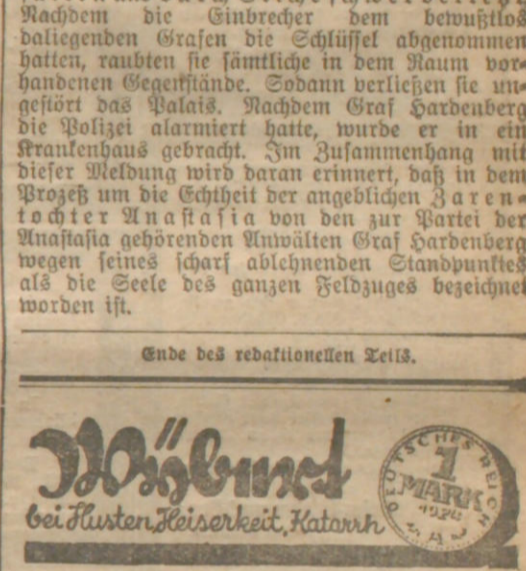 Nachdem die Einbrecher dem bewußtlos
daliegenden Grafen die Schlüssel abgenommen
hatten, raubten sie sämtliche in dem Raum vor-
handenen Gegenstände. Sodann verließen sie un-
gestört das Palais. Nachdem Graf Hardenberg
die Polizei alarmiert hatte, wurde er in ein
Krankenhaus gebracht. Im Zusammenhang mit
dieser Meldung wird daran erinnert, daß in dem
Prozeß um die Echtheit der angeblichen Zaren-
tochter Anastasia von den zur Partei der
Anastasia gehörenden Anwälten Graf Hardenberg
wegen seines scharf ablehnenden Standpunktes
als die Seele des ganzen Feldzuges bezeichnet
worden ist.
Ende des redaktionellen Teils.
Wybert
bei Husten, Heiserkeit, Katarrh
DEUTSCHES REICH
1
MARK